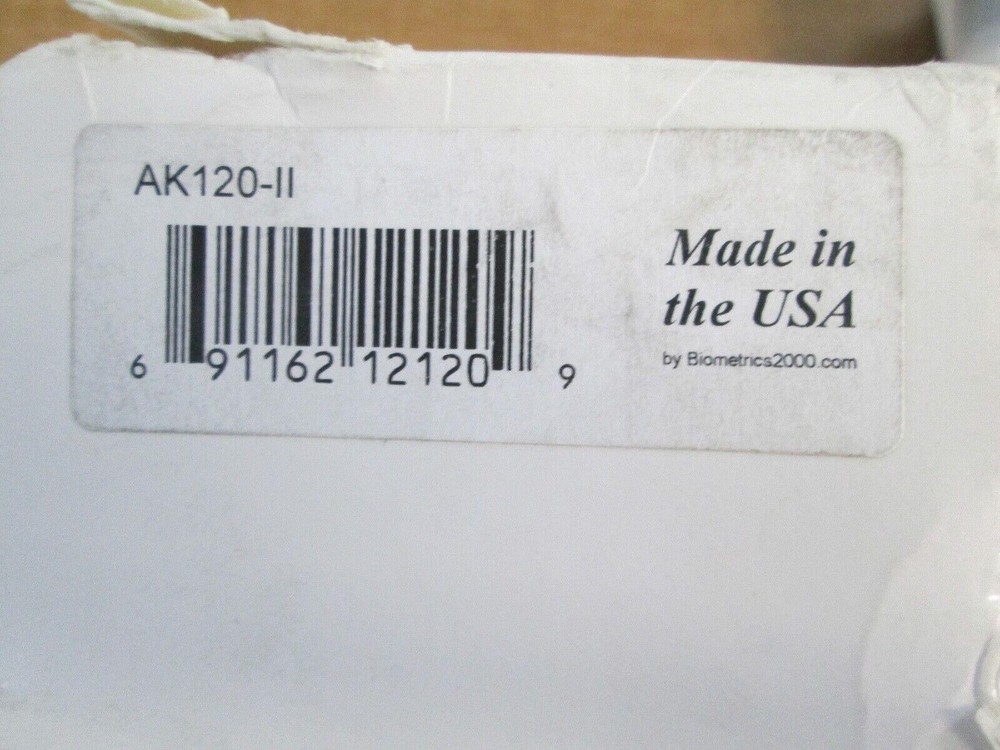 AK120-II
Made in
the USA
by Biometrics2000.com
6 91162 12120 9